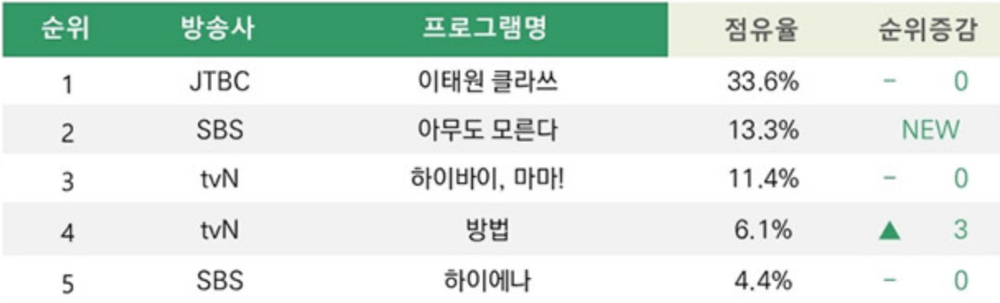 순위 방송사 프로그램명 점유율 순위증감
1 JTBC 이태원 클라쓰 33.6% - 0
2 SBS 아무도 모른다 13.3% NEW
3 tvN 하이바이, 마마! 11.4% - 0
4 tvN 방법 6.1% ▲ 3
5 SBS 하이에나 4.4% - 0